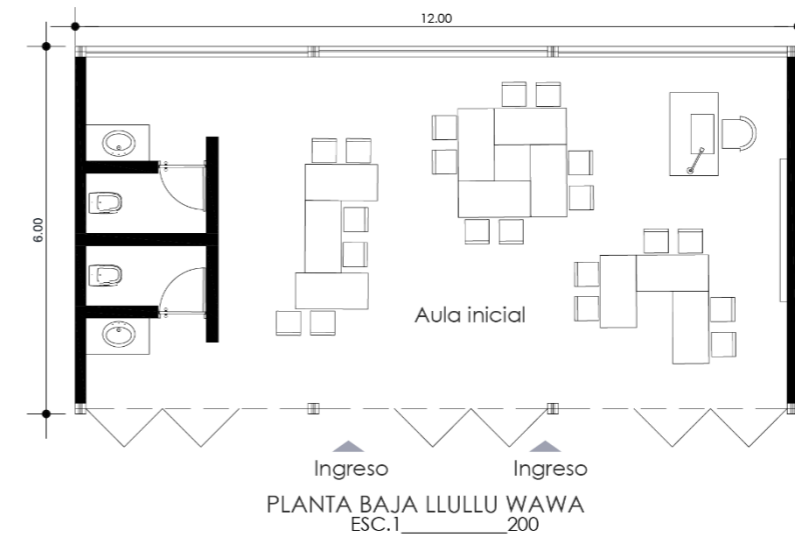 12.00
6.00
Aula inicial
Ingreso Ingreso
PLANTA BAJA LLULLU WAWA
ESC.1__________200